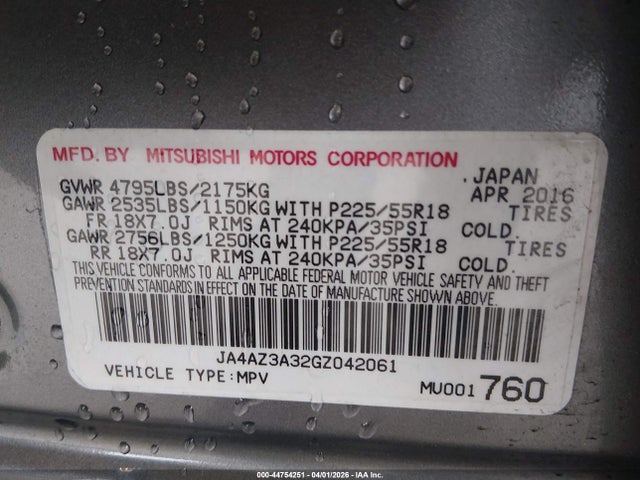 MFD. BY MITSUBISHI MOTORS CORPORATION JAPAN
GVWR 4795LBS/2175KG APR 2016
GAWR 2535LBS/1150KG WITH P225/55R18 TIRES
FR 18X7.0J RIMS AT 240KPA/35PSI COLD.
GAWR 2756LBS/1250KG WITH P225/55R18 TIRES
RR 18X7.0J RIMS AT 240KPA/35PSI COLD.
THIS VEHICLE CONFORMS TO ALL APPLICABLE FEDERAL MOTOR VEHICLE SAFETY AND THEFT
PREVENTION STANDARDS IN EFFECT ON THE DATE OF MANUFACTURE SHOWN ABOVE.
JA4AZ3A32GZ042061
VEHICLE TYPE:MPV MU001760
000-44754251 - 04/01/2026 - IAA Inc.